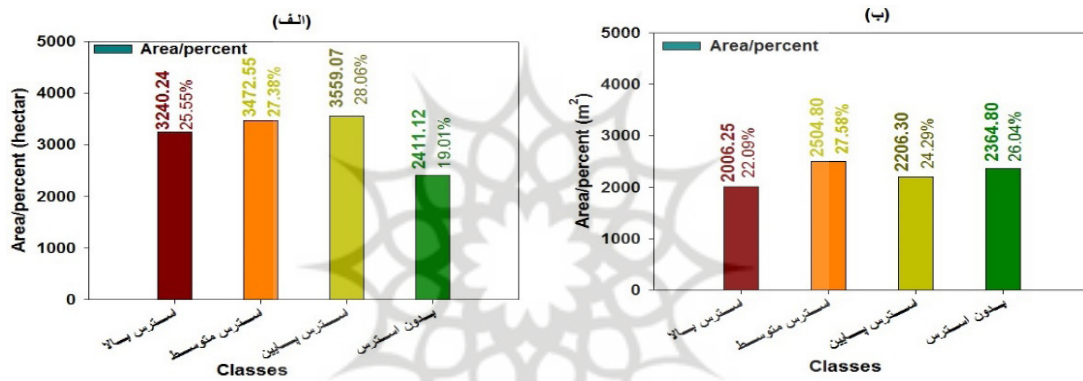 (الف)
5000
4000
3000
2000
1000
0
Area/percent (hectar)
Area/percent
3240.24
25.55%
3472.55
27.38%
3559.07
28.06%
2411.12
19.01%
استرس بالا
استرس متوسط
استرس پایین
بدون استرس
Classes
(ب)
5000
4000
3000
2000
1000
0
Area/percent (m²)
Area/percent
2006.25
22.09%
2504.80
27.58%
2206.30
24.29%
2364.80
26.04%
استرس بالا
استرس متوسط
استرس پایین
بدون استرس
Classes